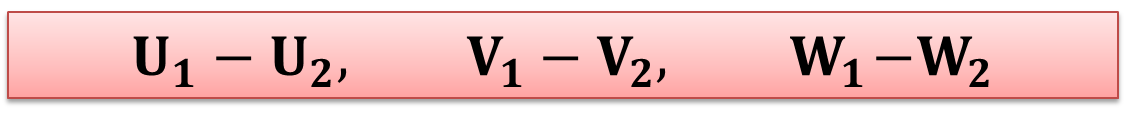 U₁ − U₂, V₁ − V₂, W₁−W₂